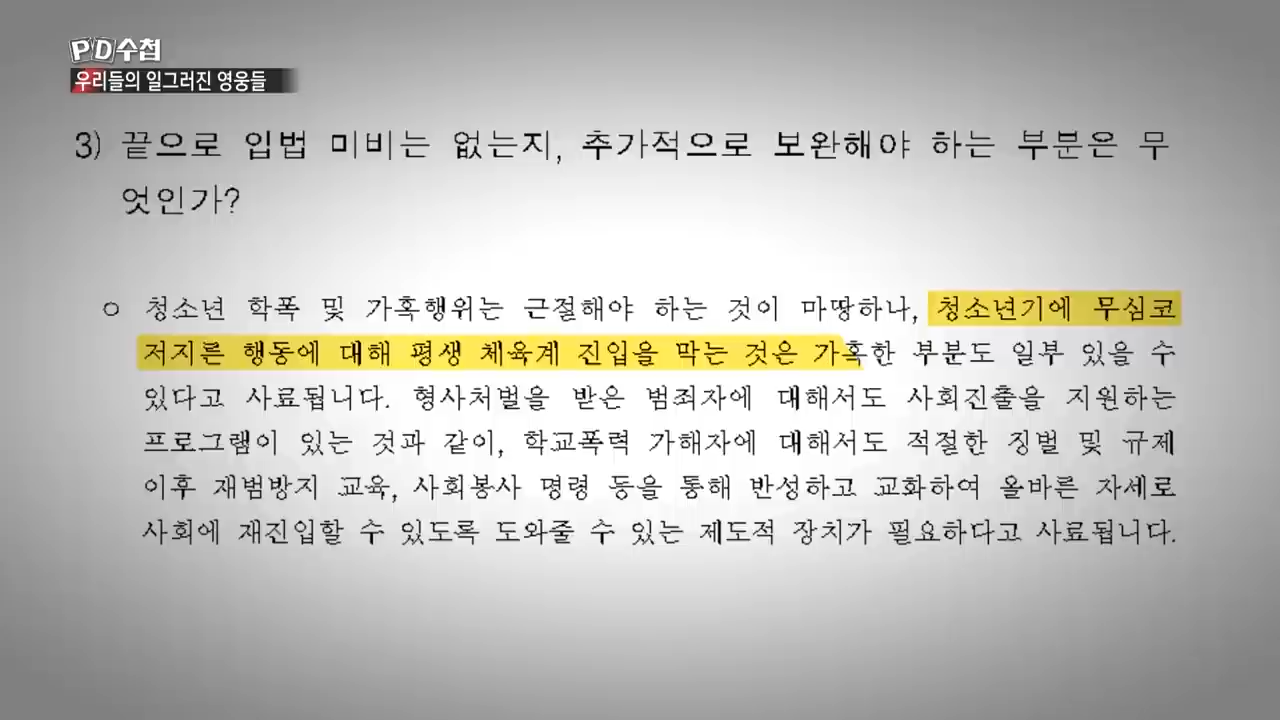 PD수첩
우리들의 일그러진 영웅들
3) 끝으로 입법 미비는 없는지, 추가적으로 보완해야 하는 부분은 무
엇인가?
○ 청소년 학폭 및 가혹행위는 근절해야 하는 것이 마땅하나, 청소년기에 무심코
저지른 행동에 대해 평생 체육계 진입을 막는 것은 가혹한 부분도 일부 있을 수
있다고 사료됩니다. 형사처벌을 받은 범죄자에 대해서도 사회진출을 지원하는
프로그램이 있는 것과 같이, 학교폭력 가해자에 대해서도 적절한 징벌 및 규제
이후 재범방지 교육, 사회봉사 명령 등을 통해 반성하고 교화하여 올바른 자세로
사회에 재진입할 수 있도록 도와줄 수 있는 제도적 장치가 필요하다고 사료됩니다.